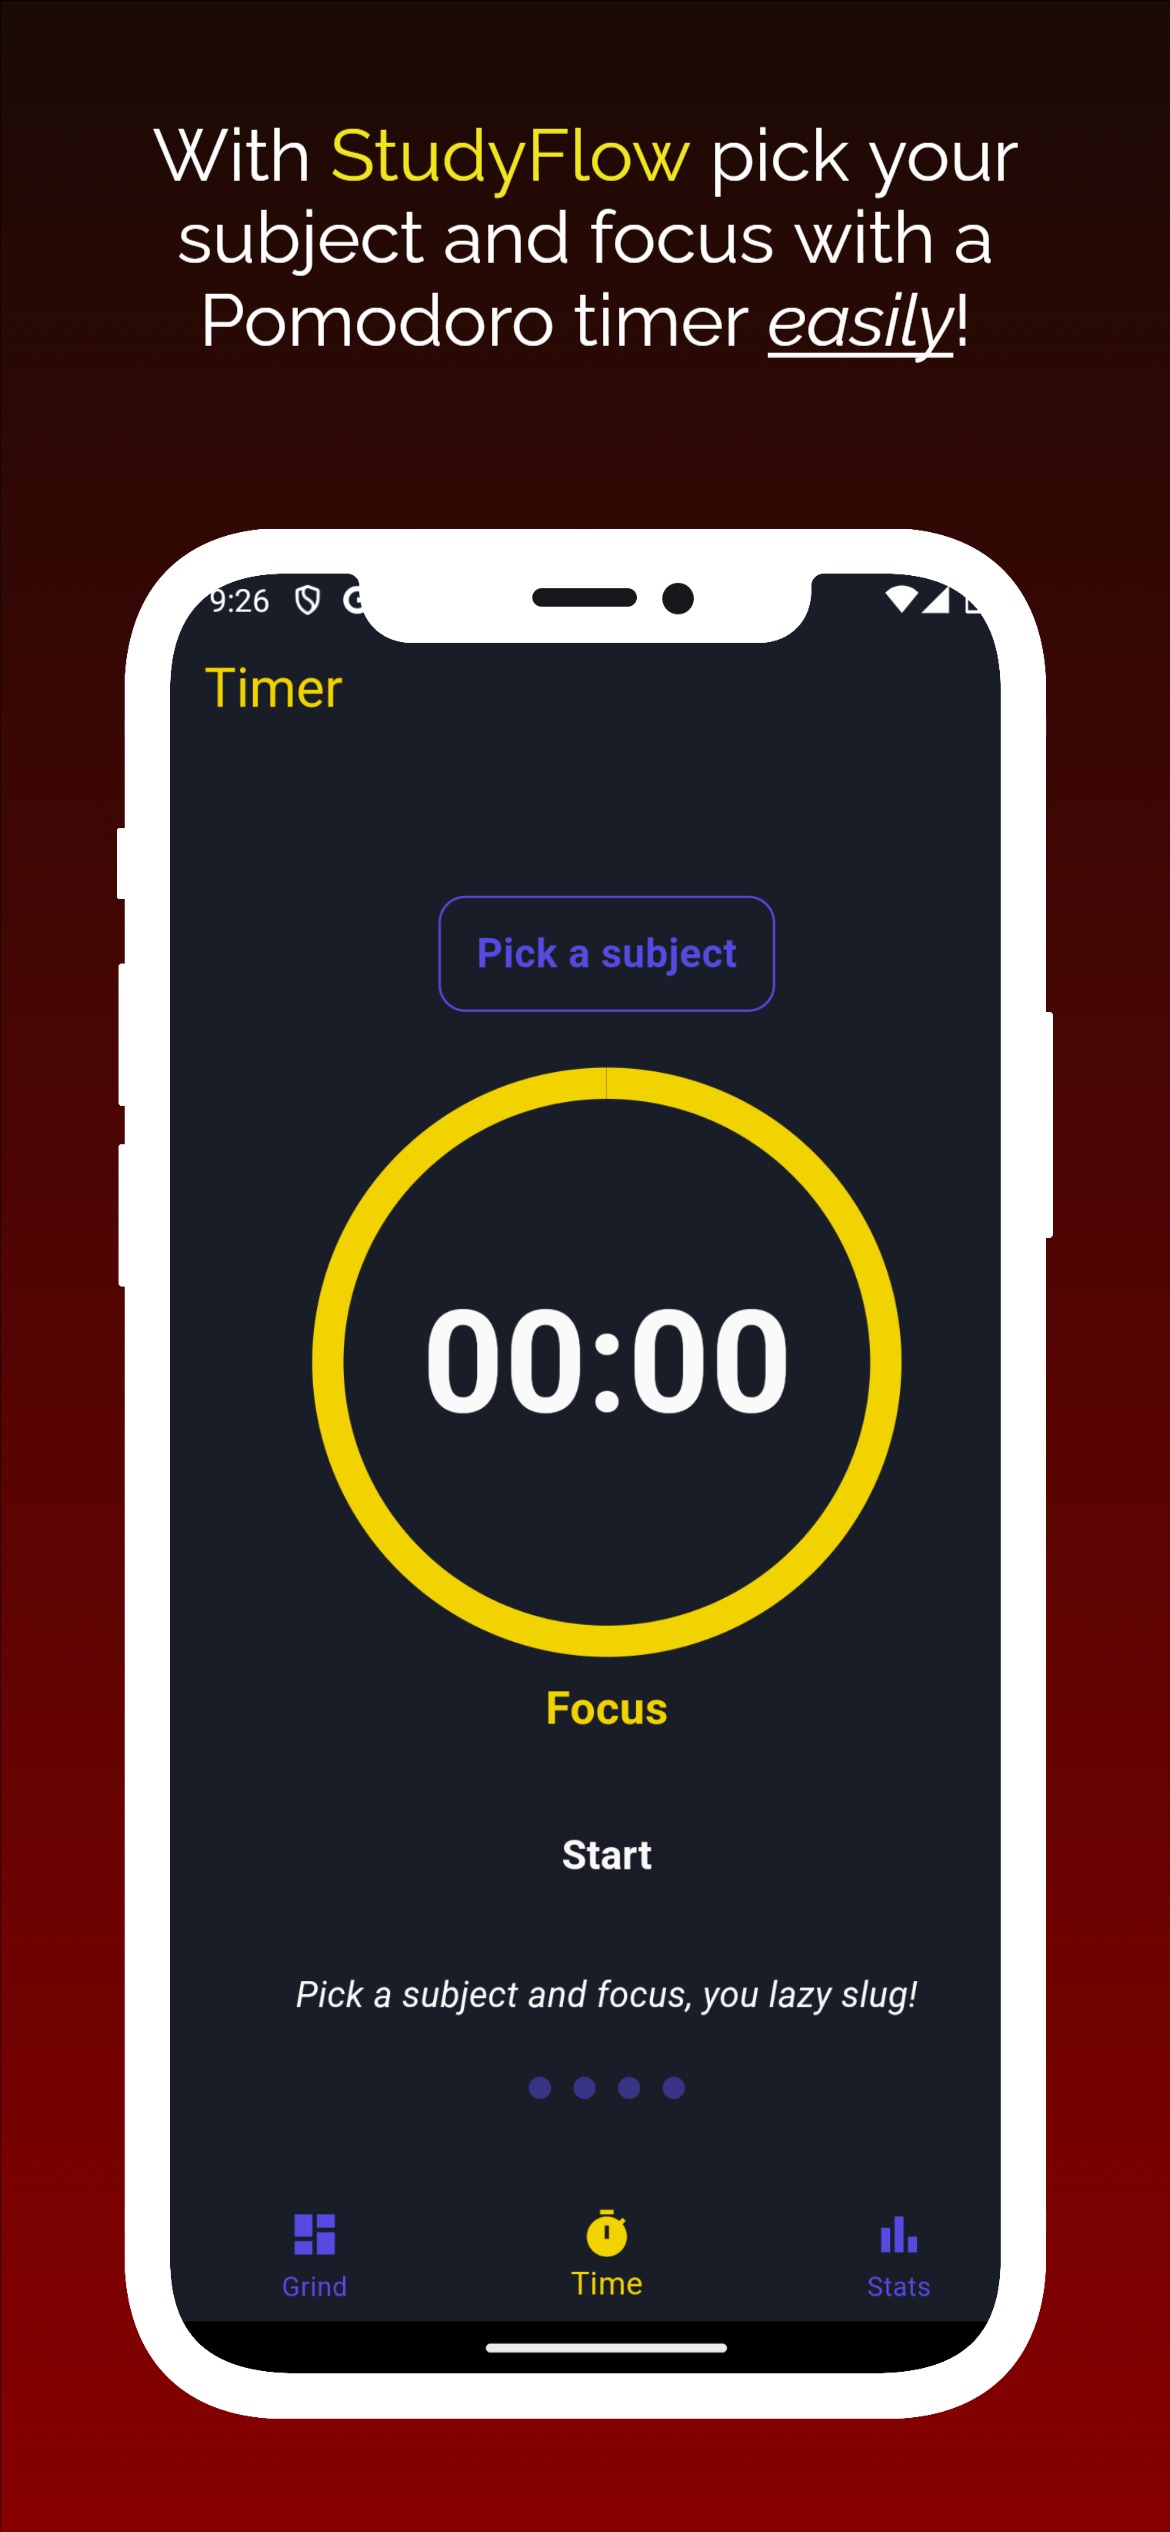 With StudyFlow pick your
subject and focus with a
Pomodoro timer easily!
9:26
Timer
Pick a subject
00:00
Focus
Start
Pick a subject and focus, you lazy slug!
Grind
Time
Stats